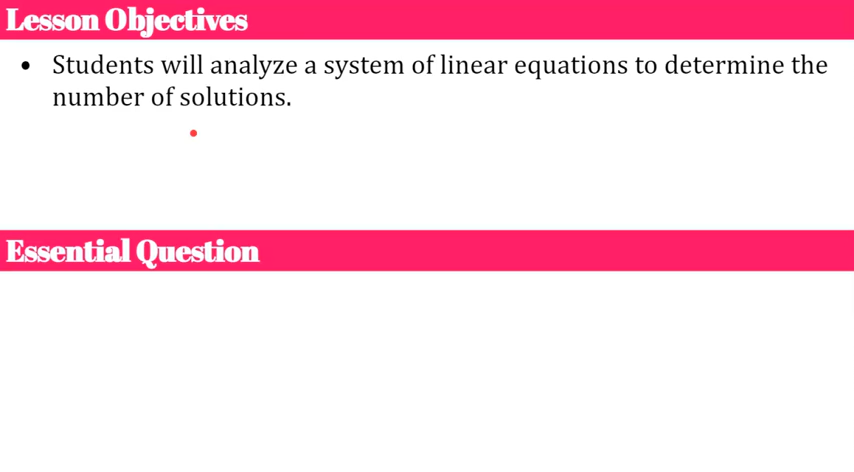 Lesson Objectives
• Students will analyze a system of linear equations to determine the
number of solutions.
Essential Question